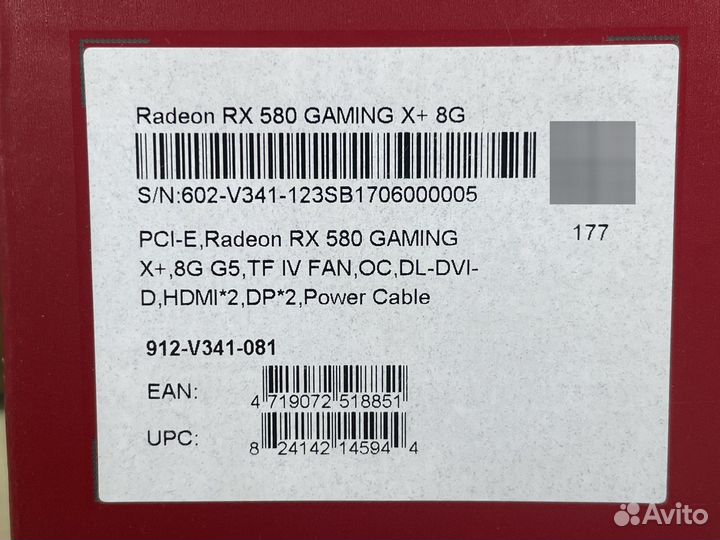 Radeon RX 580 GAMING X+ 8G
S/N:602-V341-123SB1706000005
PCI-E,Radeon RX 580 GAMING
177
X+,8G G5,TF IV FAN,OC,DL-DVI-
D,HDMI*2,DP*2,Power Cable
912-V341-081
EAN:
4 719072 518851
UPC:
8 24142 14594 4
Avito